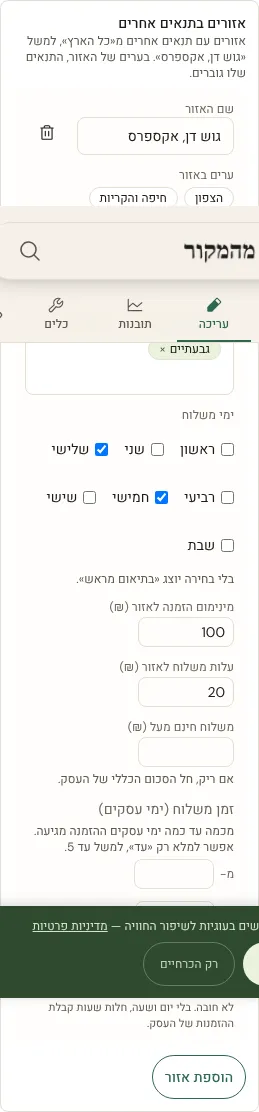 אזורים בתנאים אחרים
אזורים עם תנאים אחרים מ«כל הארץ», למשל
«גוש דן, אקספרס». בערים של האזור, התנאים
שלו גוברים.
שם האזור
גוש דן, אקספרס
ערים באזור
הצפון
חיפה והקריות
מהמקור
עריכה
תובנות
כלים
גבעתיים ×
ימי משלוח
ראשון שני שלישי
רביעי חמישי שישי
שבת
בלי בחירה יוצג «בתיאום מראש».
מינימום הזמנה לאזור (₪)
100
עלות משלוח לאזור (₪)
20
משלוח חינם מעל (₪)
אם ריק, חל הסכום הכללי של העסק.
זמן משלוח (ימי עסקים)
מכמה עד כמה ימי עסקים ההזמנה מגיעה.
אפשר למלא רק «עד», למשל עד 5.
מ-
שים בעוגיות לשיפור החוויה — מדיניות פרטיות
רק הכרחיים
לא חובה. בלי יום ושעה, חלות שעות קבלת
ההזמנות של העסק.
הוספת אזור